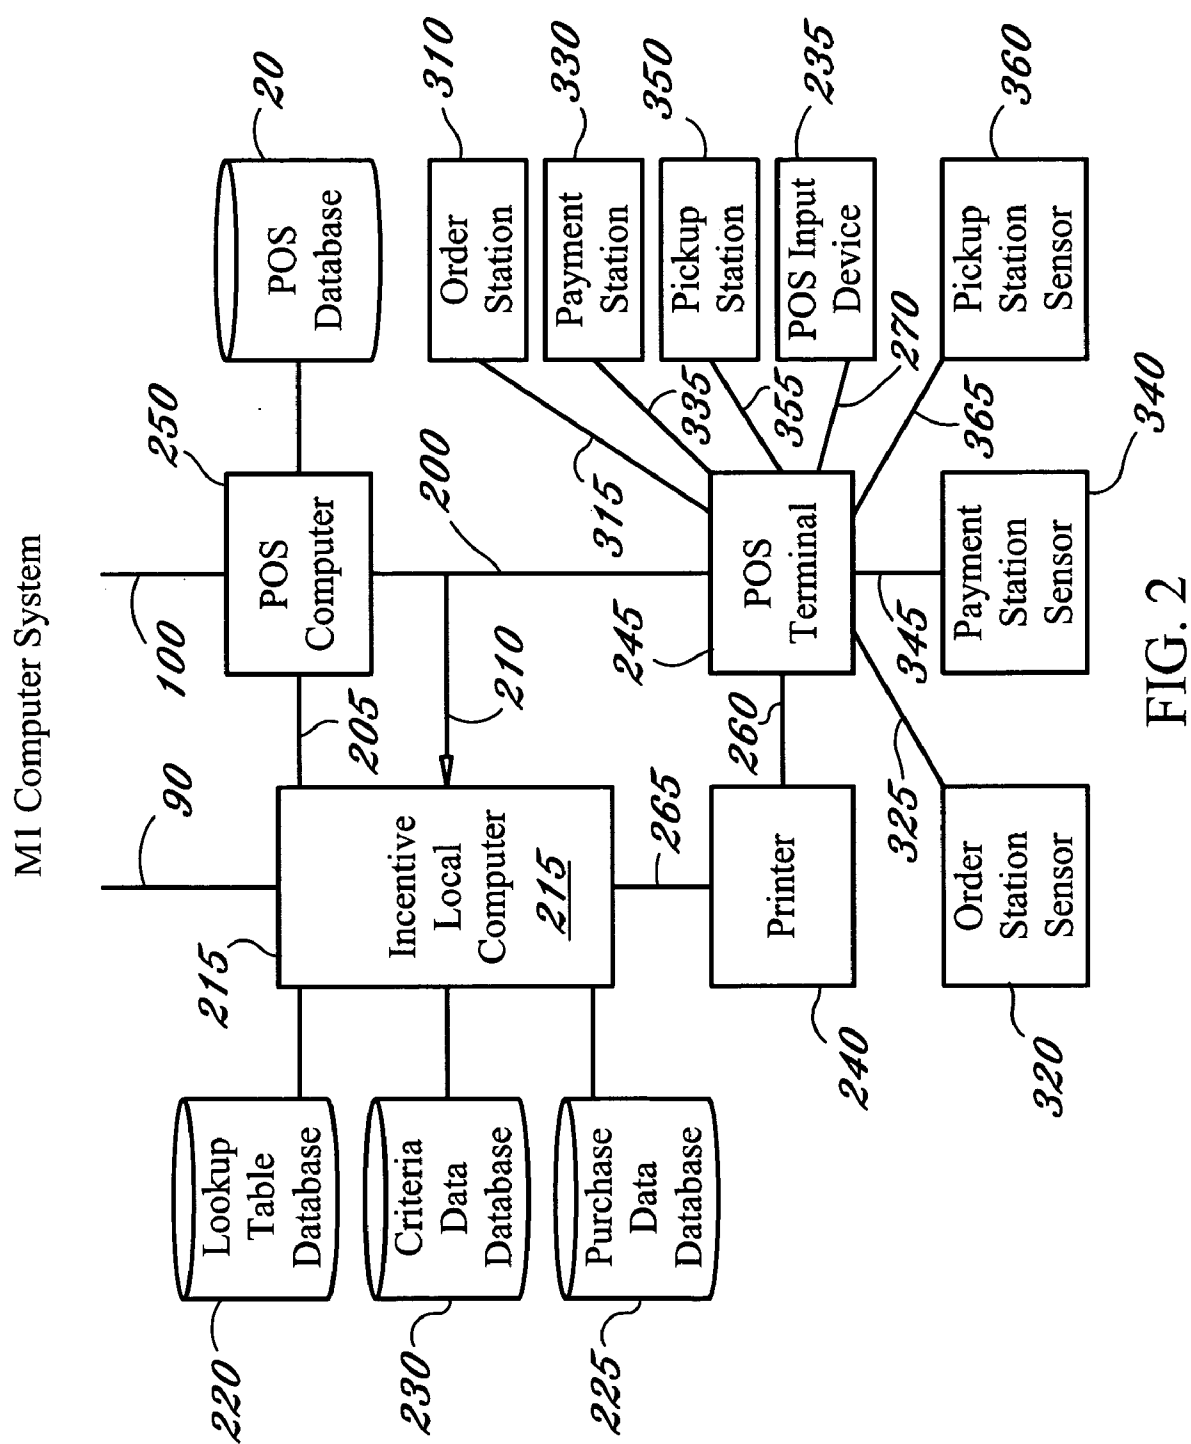 M1 Computer System
90
100
215
205
250
20
Lookup
Table
Database
220
Criteria
Data
Database
230
Purchase
Data
Database
225
Incentive
Local
Computer
215
POS
Computer
POS
Database
210
200
265
Printer
240
260
245
POS
Terminal
Order
Station
310
315
Payment
Station
330
335
Pickup
Station
350
355
POS Input
Device
235
270
Order
Station
Sensor
320
325
Payment
Station
Sensor
340
345
Pickup
Station
Sensor
360
365
FIG. 2